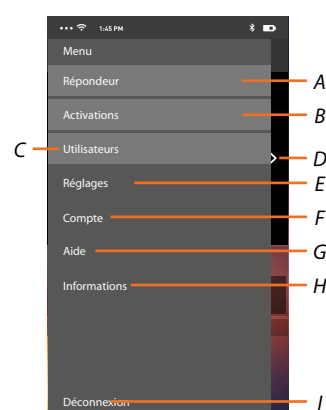 1:45 PM
Menu
Répondeur A
Activations B
C Utilisateurs
D
Réglages E
Compte F
Aide G
Informations H
Déconnexion I